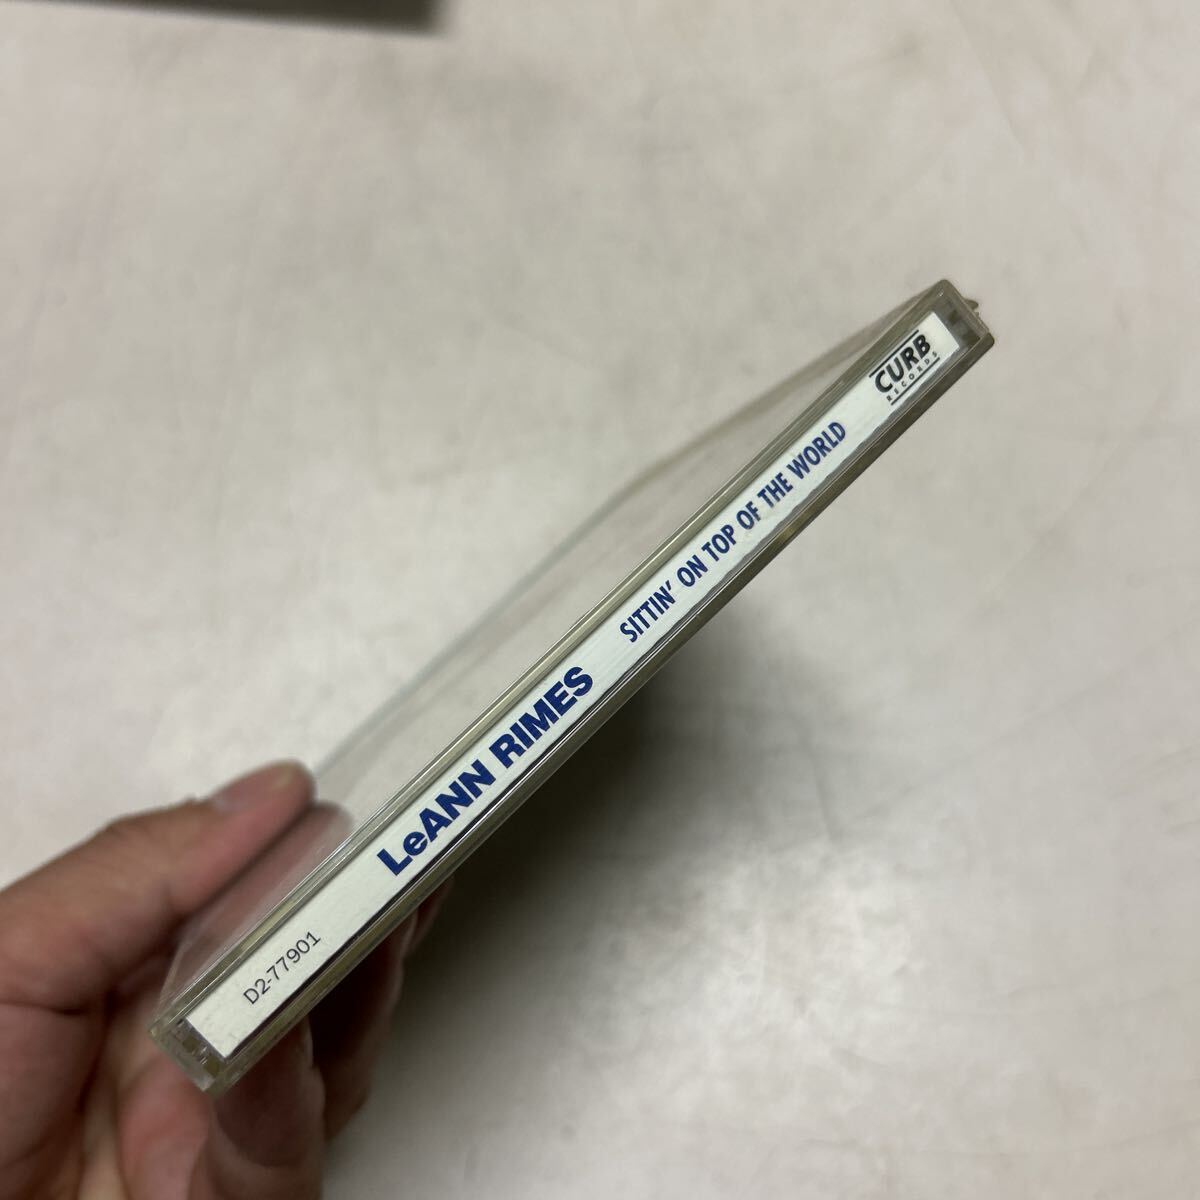 D2-77901
LeANN RIMES
SITTIN' ON TOP OF THE WORLD
CURB
RECORDS